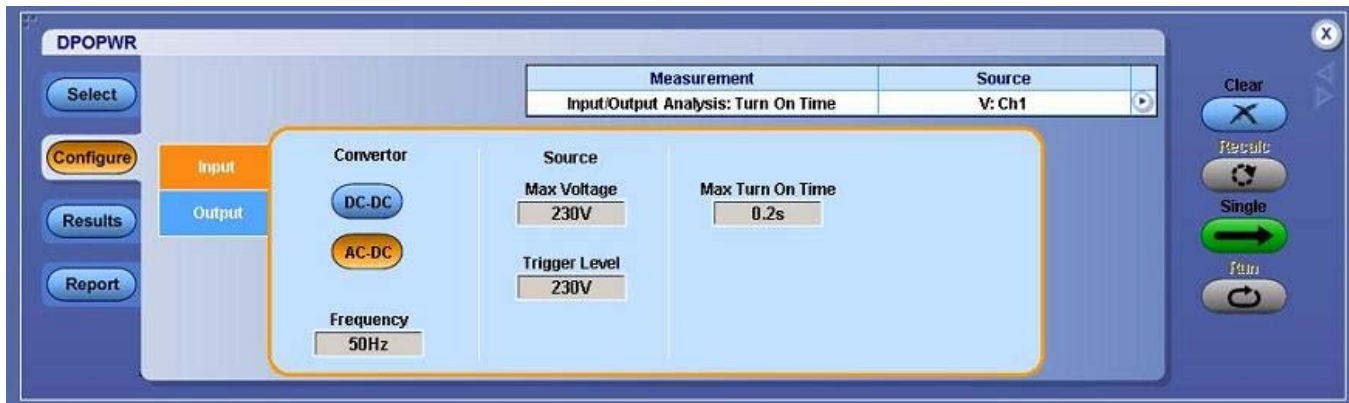 DPOPWR
Select
Configure
Results
Report
Measurement Source
Input/Output Analysis: Turn On Time V: Ch1
Input
Output
Convertor
DC-DC
AC-DC
Frequency
50Hz
Source
Max Voltage
230V
Trigger Level
230V
Max Turn On Time
0.2s
X
Clear
Recalc
Single
Run